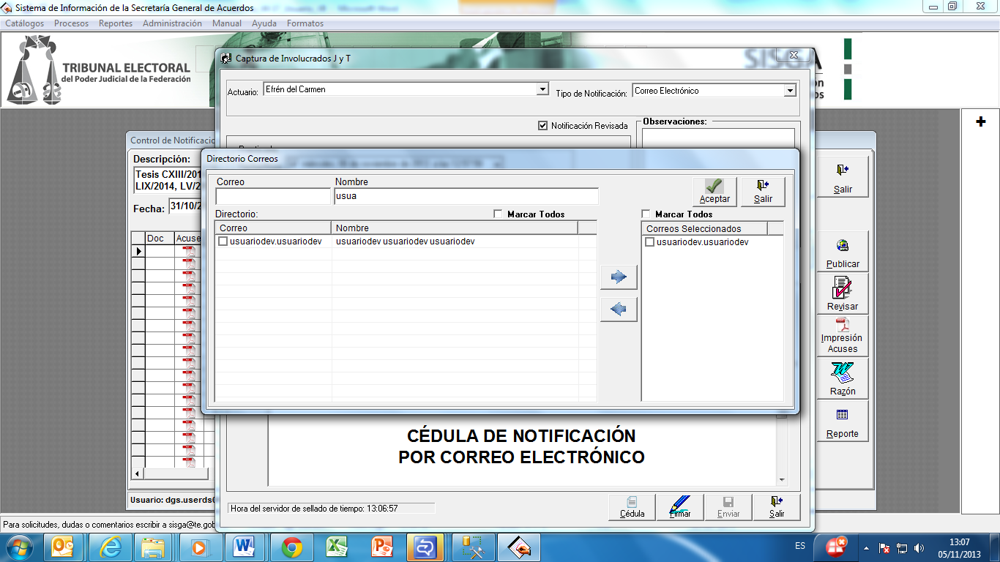 Sistema de Información de la Secretaría General de Acuerdos
Catálogos Procesos Reportes Administración Manual Ayuda Formatos
TRIBUNAL ELECTORAL
del Poder Judicial de la Federación
Captura de Involucrados J y T
Actuario: Efrén del Carmen
Tipo de Notificación: Correo Electrónico
Notificación Revisada
Observaciones:
Control de Notificacio
Descripción:
Tesis CXIII/201
LIX/2014, LV/2
Fecha: 31/10/2
Doc Acuse
Directorio Correos
Correo Nombre
usua
Aceptar Salir
Directorio: Marcar Todos Marcar Todos
Correo Nombre Correos Seleccionados
usuariodev.usuariodev usuariodev usuariodev usuariodev usuariodev.usuariodev
Salir
Publicar
Revisar
Impresión
Acuses
Razón
Reporte
CÉDULA DE NOTIFICACIÓN
POR CORREO ELECTRÓNICO
Usuario: dgs.userds
Hora del servidor de sellado de tiempo: 13:06:57
Cédula Firmar Enviar Salir
Para solicitudes, dudas o comentarios escribir a sisga@te.gob
ES
13:07
05/11/2013